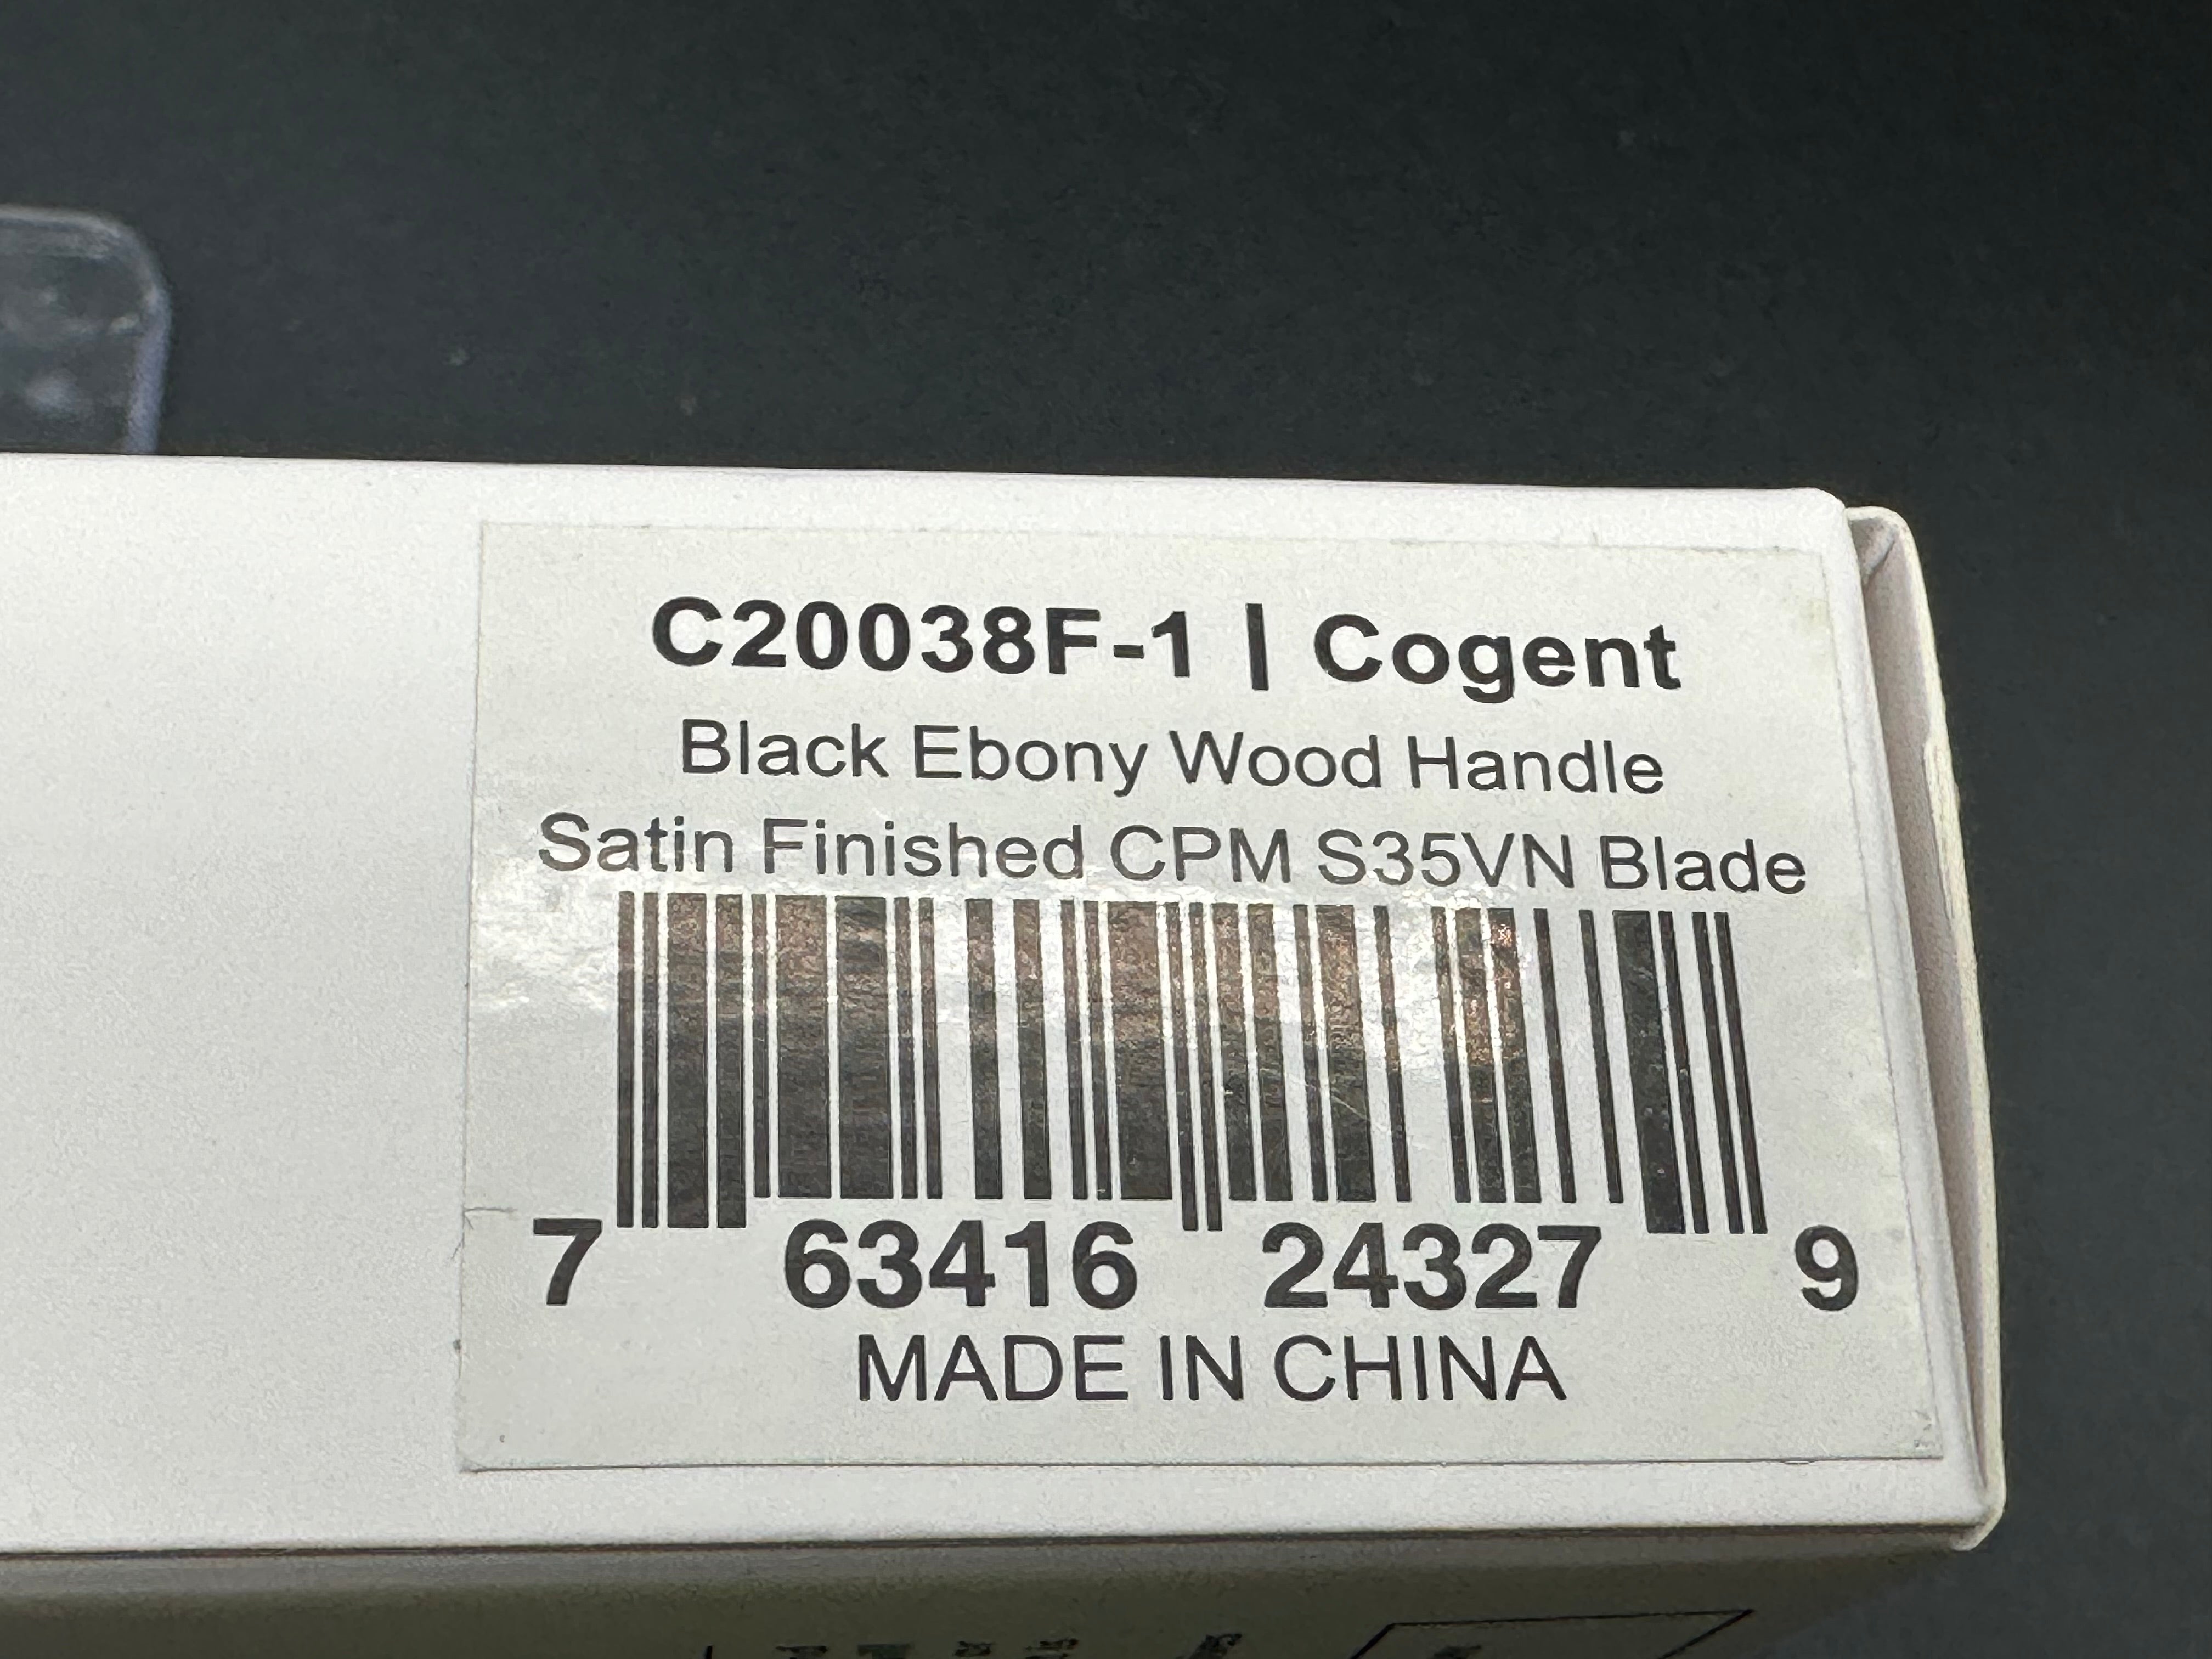 C20038F-1 | Cogent
Black Ebony Wood Handle
Satin Finished CPM S35VN Blade
7 63416 24327 9
MADE IN CHINA